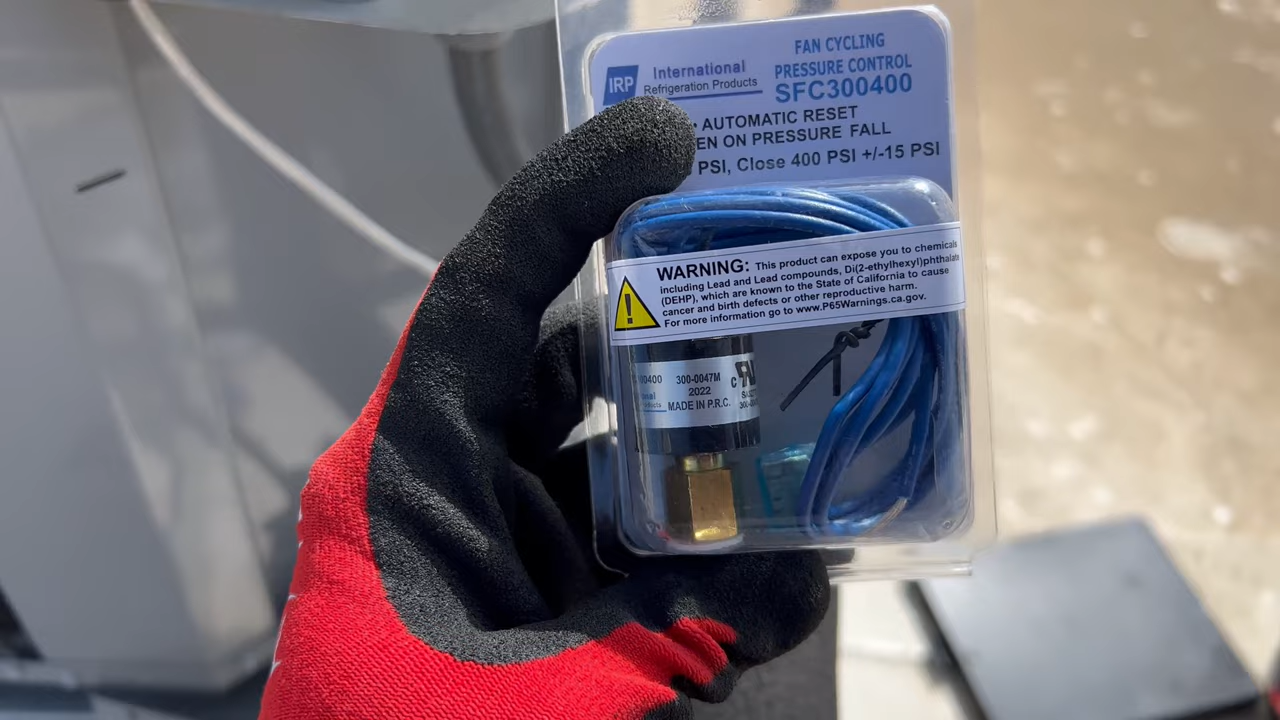 IRP
International
Refrigeration Products
FAN CYCLING
PRESSURE CONTROL
SFC300400
AUTOMATIC RESET
EN ON PRESSURE FALL
PSI, Close 400 PSI +/-15 PSI
WARNING: This product can expose you to chemicals
including Lead and Lead compounds, Di(2-ethylhexyl)phthalate
(DEHP), which are known to the State of California to cause
cancer and birth defects or other reproductive harm.
For more information go to www.P65Warnings.ca.gov.
300-0047M
2022
MADE IN P.R.C.